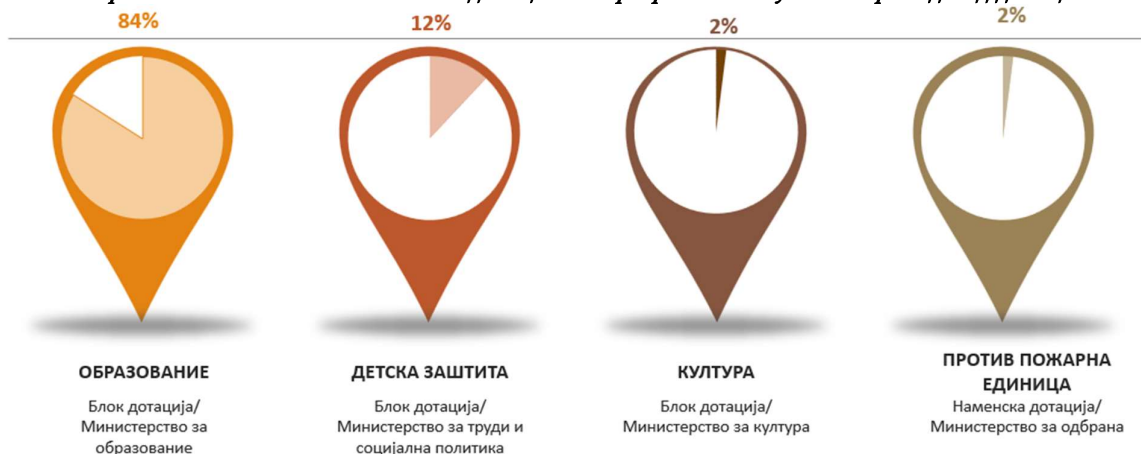 84%
12%
2%
2%
ОБРАЗОВАНИЕ
Блок дотација/
Министерство за
образование
ДЕТСКА ЗАШТИТА
Блок дотација/
Министерство за труди и
социјална политика
КУЛТУРА
Блок дотација/
Министерство за култура
ПРОТИВ ПОЖАРНА
ЕДИНИЦА
Наменска дотација/
Министерство за одбрана